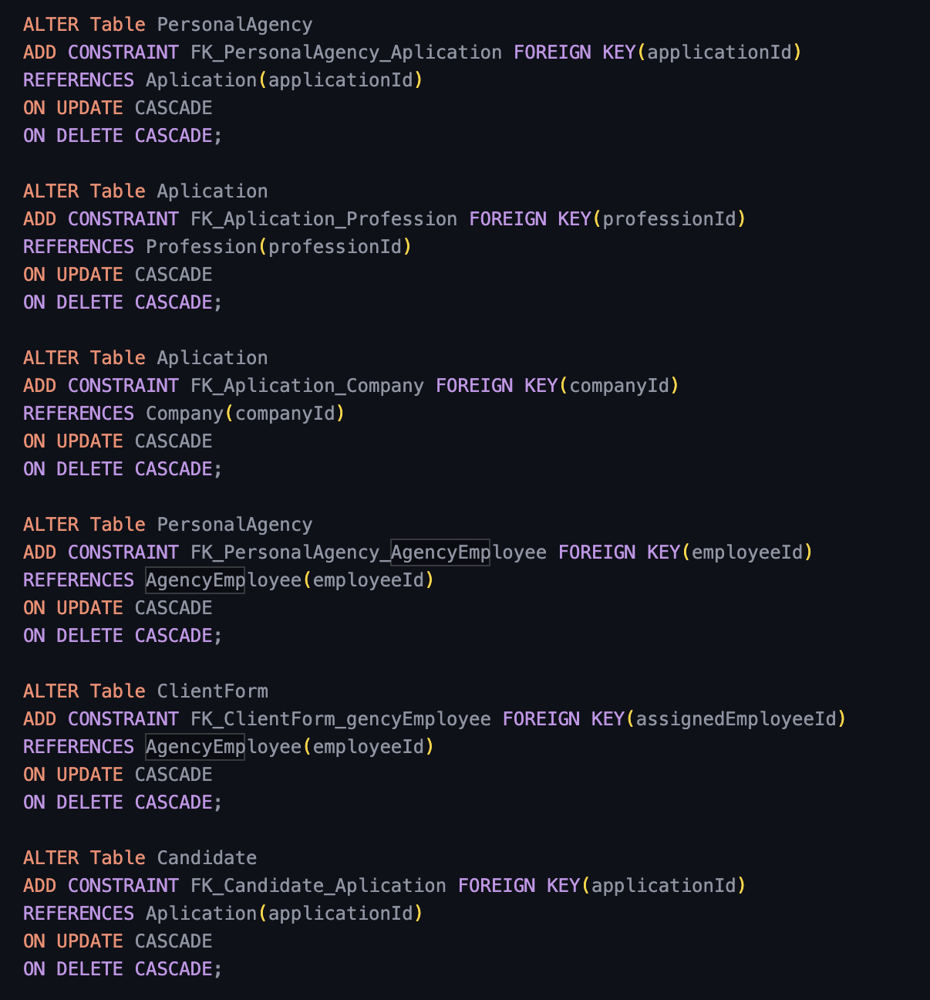 ALTER Table PersonalAgency
ADD CONSTRAINT FK_PersonalAgency_Aplication FOREIGN KEY(applicationId)
REFERENCES Aplication(applicationId)
ON UPDATE CASCADE
ON DELETE CASCADE;
ALTER Table Aplication
ADD CONSTRAINT FK_Aplication_Profession FOREIGN KEY(professionId)
REFERENCES Profession(professionId)
ON UPDATE CASCADE
ON DELETE CASCADE;
ALTER Table Aplication
ADD CONSTRAINT FK_Aplication_Company FOREIGN KEY(companyId)
REFERENCES Company(companyId)
ON UPDATE CASCADE
ON DELETE CASCADE;
ALTER Table PersonalAgency
ADD CONSTRAINT FK_PersonalAgency_AgencyEmployee FOREIGN KEY(employeeId)
REFERENCES AgencyEmployee(employeeId)
ON UPDATE CASCADE
ON DELETE CASCADE;
ALTER Table ClientForm
ADD CONSTRAINT FK_ClientForm_gencyEmployee FOREIGN KEY(assignedEmployeeId)
REFERENCES AgencyEmployee(employeeId)
ON UPDATE CASCADE
ON DELETE CASCADE;
ALTER Table Candidate
ADD CONSTRAINT FK_Candidate_Aplication FOREIGN KEY(applicationId)
REFERENCES Aplication(applicationId)
ON UPDATE CASCADE
ON DELETE CASCADE;